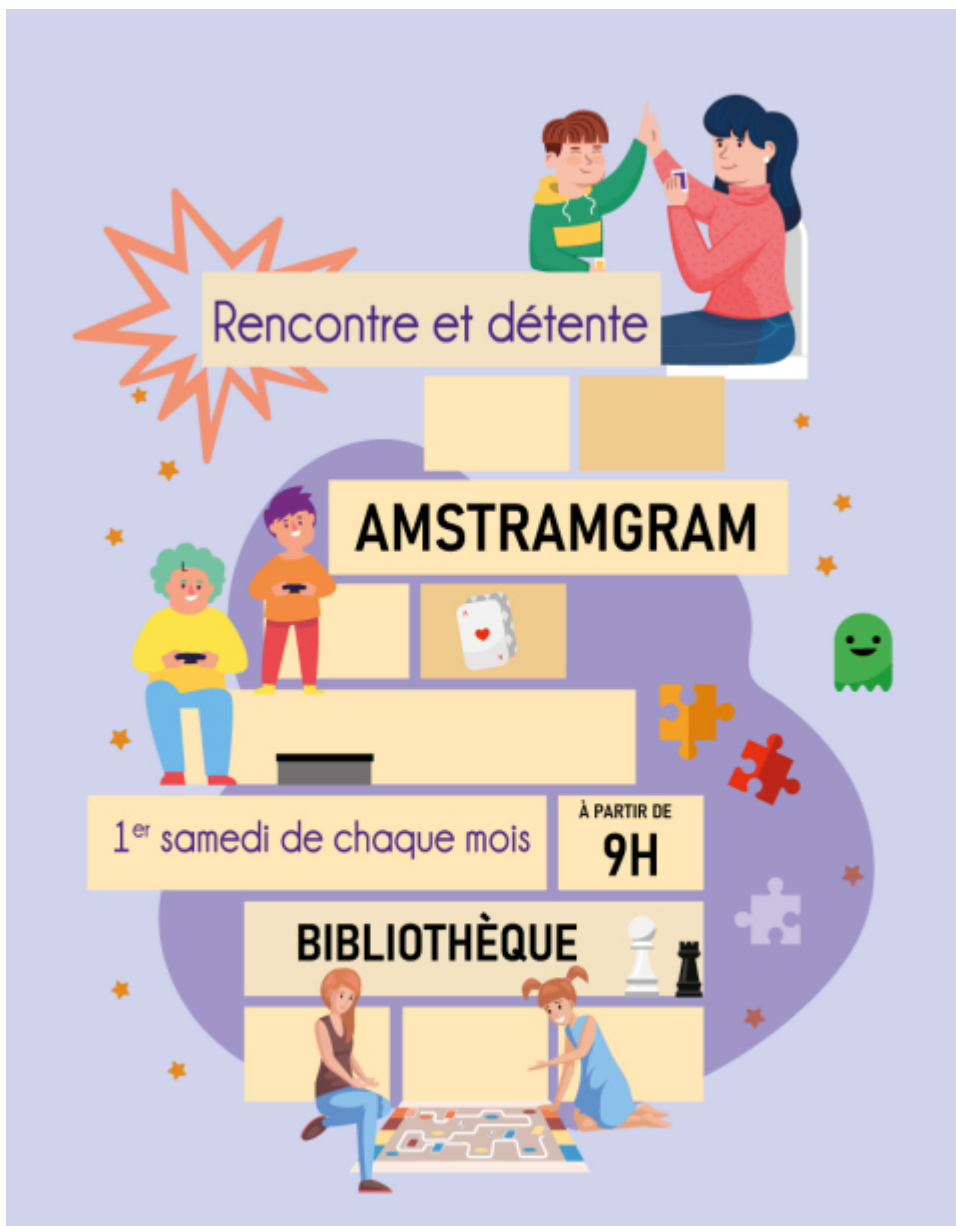 Rencontre et détente
AMSTRAMGRAM
1er samedi de chaque mois
À PARTIR DE
9H
BIBLIOTHÈQUE